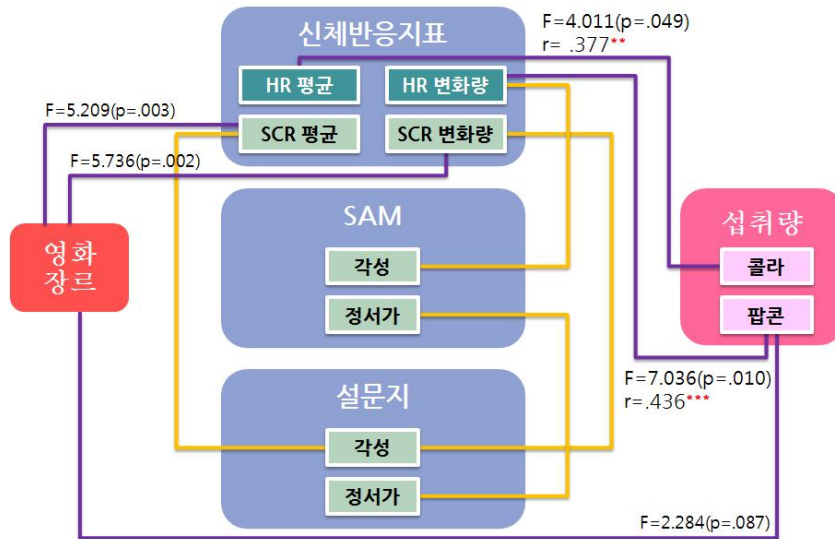 신체반응지표
F=4.011(p=.049)
r= .377**
HR 평균
HR 변화량
F=5.209(p=.003)
SCR 평균
SCR 변화량
F=5.736(p=.002)
SAM
섭취량
영화
장르
각성
콜라
정서가
팝콘
F=7.036(p=.010)
r=.436***
설문지
각성
정서가
F=2.284(p=.087)